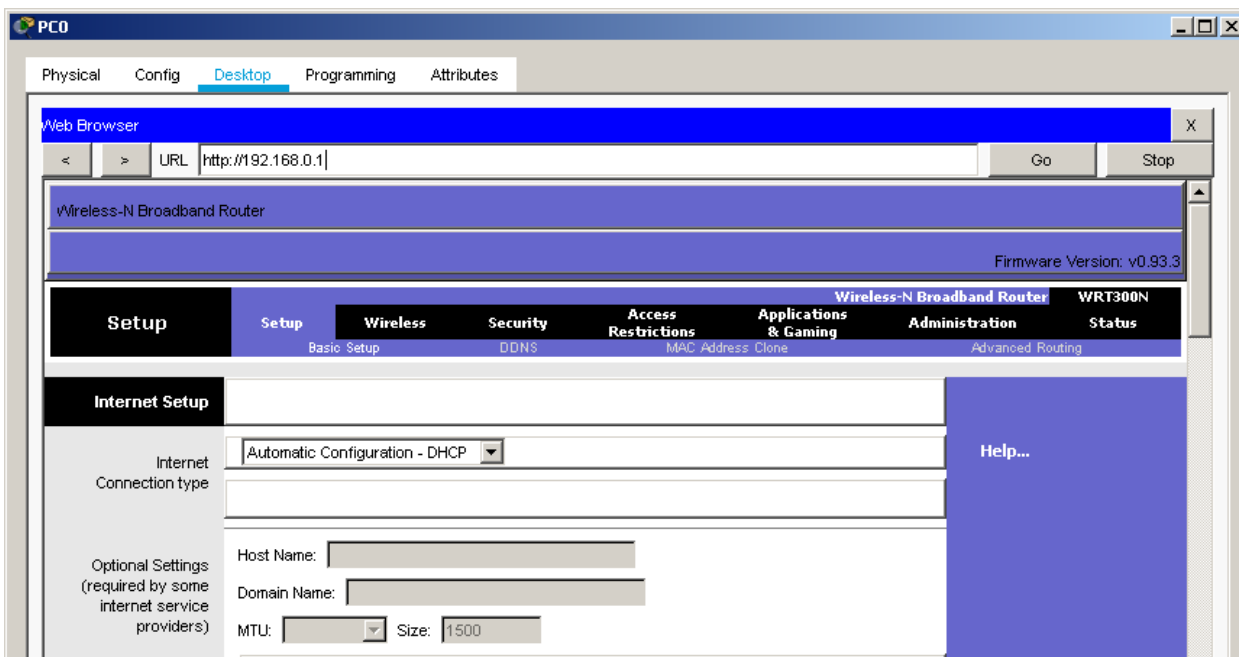 PC0
Physical Config Desktop Programming Attributes
Web Browser X
< > URL http://192.168.0.1 Go Stop
Wireless-N Broadband Router
Firmware Version: v0.93.3
Wireless-N Broadband Router WRT300N
Setup Setup Wireless Security Access Restrictions Applications & Gaming Administration Status
Basic Setup DDNS MAC Address Clone Advanced Routing
Internet Setup
Internet Connection type
Automatic Configuration - DHCP
Help...
Optional Settings
(required by some
internet service
providers)
Host Name:
Domain Name:
MTU: Size: 1500